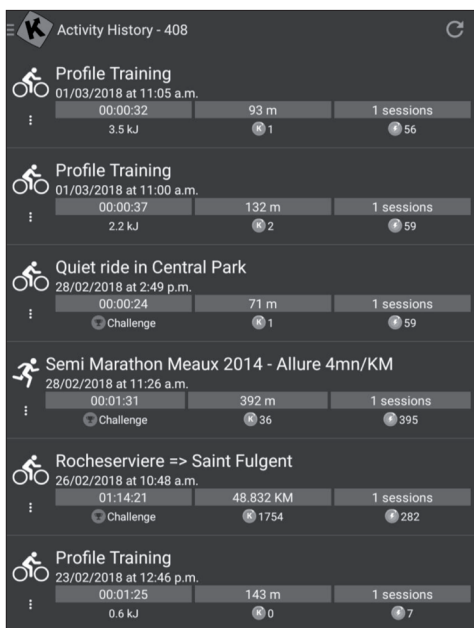 K Activity History - 408
Profile Training
01/03/2018 at 11:05 a.m.
00:00:32 93 m 1 sessions
3.5 kJ K 1 56
Profile Training
01/03/2018 at 11:00 a.m.
00:00:37 132 m 1 sessions
2.2 kJ K 2 59
Quiet ride in Central Park
28/02/2018 at 2:49 p.m.
00:00:24 71 m 1 sessions
Challenge K 1 59
Semi Marathon Meaux 2014 - Allure 4mn/KM
28/02/2018 at 11:26 a.m.
00:01:31 392 m 1 sessions
Challenge K 36 395
Rocheserviere => Saint Fulgent
26/02/2018 at 10:48 a.m.
01:14:21 48.832 KM 1 sessions
Challenge K 1754 282
Profile Training
23/02/2018 at 12:46 p.m.
00:01:25 143 m 1 sessions
0.6 kJ K 0 7